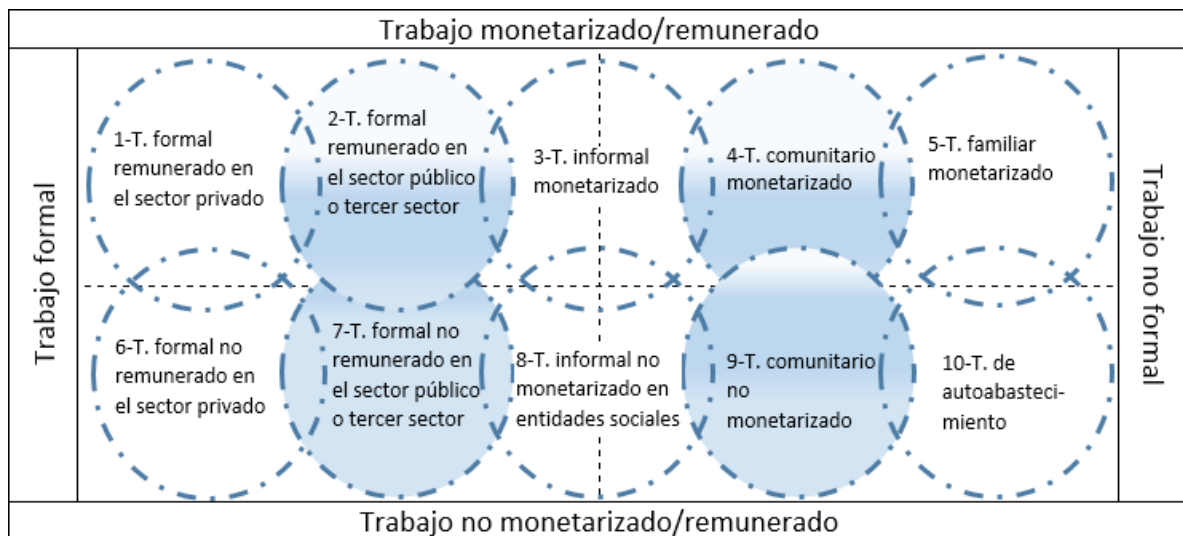 Trabajo monetarizado/remunerado
Trabajo formal
1-T. formal
remunerado en
el sector privado
2-T. formal
remunerado en
el sector público
o tercer sector
3-T. informal
monetarizado
4-T. comunitario
monetarizado
5-T. familiar
monetarizado
Trabajo no formal
6-T. formal no
remunerado en
el sector privado
7-T. formal no
remunerado en
el sector público
o tercer sector
8-T. informal no
monetarizado en
entidades sociales
9-T. comunitario
no
monetarizado
10-T. de
autoabasteci-
miento
Trabajo no monetarizado/remunerado